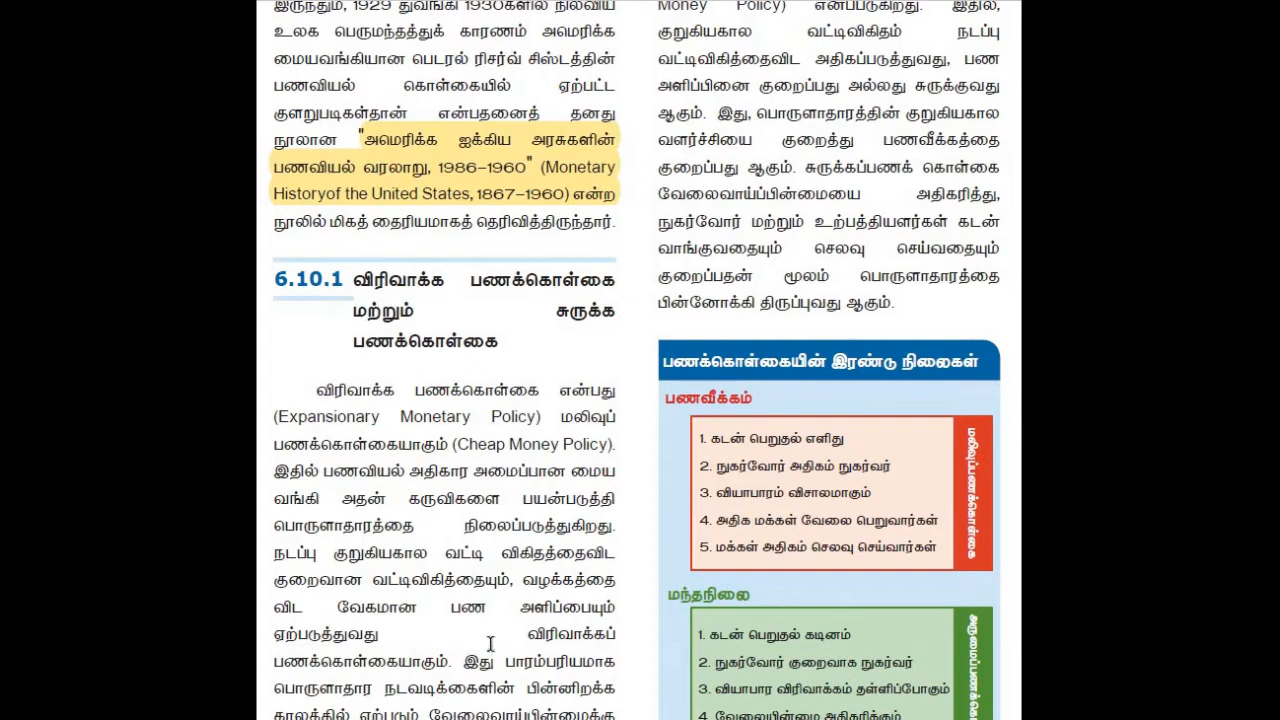 இருந்தும், 1929 துவங்கி 1930களில் நிலவிய
உலக பெருமந்தத்துக் காரணம் அமெரிக்க
மையவங்கியான பெடரல் ரிசர்வ் சிஸ்டத்தின்
பணவியல் கொள்கையில் ஏற்பட்ட
குளறுபடிகள்தான் என்பதனைத் தனது
நூலான "அமெரிக்க ஐக்கிய அரசுகளின்
பணவியல் வரலாறு, 1986–1960" (Monetary
Historyof the United States, 1867–1960) என்ற
நூலில் மிகத் தைரியமாகத் தெரிவித்திருந்தார்.
6.10.1 விரிவாக்க பணக்கொள்கை
மற்றும் சுருக்க
பணக்கொள்கை
விரிவாக்க பணக்கொள்கை என்பது
(Expansionary Monetary Policy) மலிவுப்
பணக்கொள்கையாகும் (Cheap Money Policy).
இதில் பணவியல் அதிகார அமைப்பான மைய
வங்கி அதன் கருவிகளை பயன்படுத்தி
பொருளாதாரத்தை நிலைப்படுத்துகிறது.
நடப்பு குறுகியகால வட்டி விகிதத்தைவிட
குறைவான வட்டிவிகித்தையும், வழக்கத்தை
விட வேகமான பண அளிப்பையும்
ஏற்படுத்துவது விரிவாக்கப்
பணக்கொள்கையாகும். இது பாரம்பரியமாக
பொருளாதார நடவடிக்கைளின் பின்னிறக்க
காலத்தில் ஏற்படும் வேலைவாய்பின்மைக்கு
Money Policy) எனப்படுகிறது. இதில்,
குறுகியகால வட்டிவிகிதம் நடப்பு
வட்டிவிகித்தைவிட அதிகப்படுத்துவது, பண
அளிப்பினை குறைப்பது அல்லது சுருக்குவது
ஆகும். இது, பொருளாதாரத்தின் குறுகியகால
வளர்ச்சியை குறைத்து பணவீக்கத்தை
குறைப்பது ஆகும். சுருக்கப்பணக் கொள்கை
வேலைவாய்ப்பின்மையை அதிகரித்து,
நுகர்வோர் மற்றும் உற்பத்தியளர்கள் கடன்
வாங்குவதையும் செலவு செய்வதையும்
குறைப்பதன் மூலம் பொருளாதாரத்தை
பின்னோக்கி திருப்புவது ஆகும்.
பணக்கொள்கையின் இரண்டு நிலைகள்
பணவீக்கம்
1. கடன் பெறுதல் எளிது
2. நுகர்வோர் அதிகம் நுகர்வர்
3. வியாபாரம் விசாலமாகும்
4. அதிக மக்கள் வேலை பெறுவார்கள்
5. மக்கள் அதிகம் செலவு செய்வார்கள்
மலிவுப்பணக்கொள்கை
மந்தநிலை
1. கடன் பெறுதல் கடினம்
2. நுகர்வோர் குறைவாக நுகர்வர்
3. வியாபார விரிவாக்கம் தள்ளிப்போகும்
4. வேலையின்மை அதிகரிக்கும்